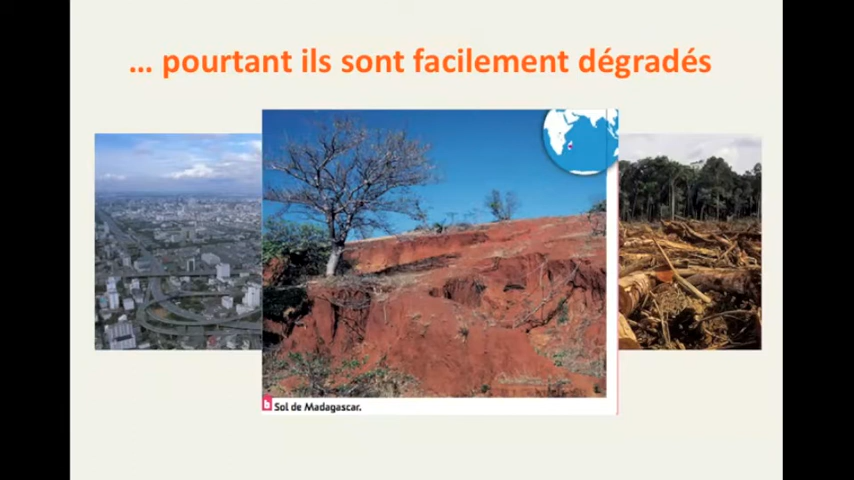 ... pourtant ils sont facilement dégradés
b Sol de Madagascar.